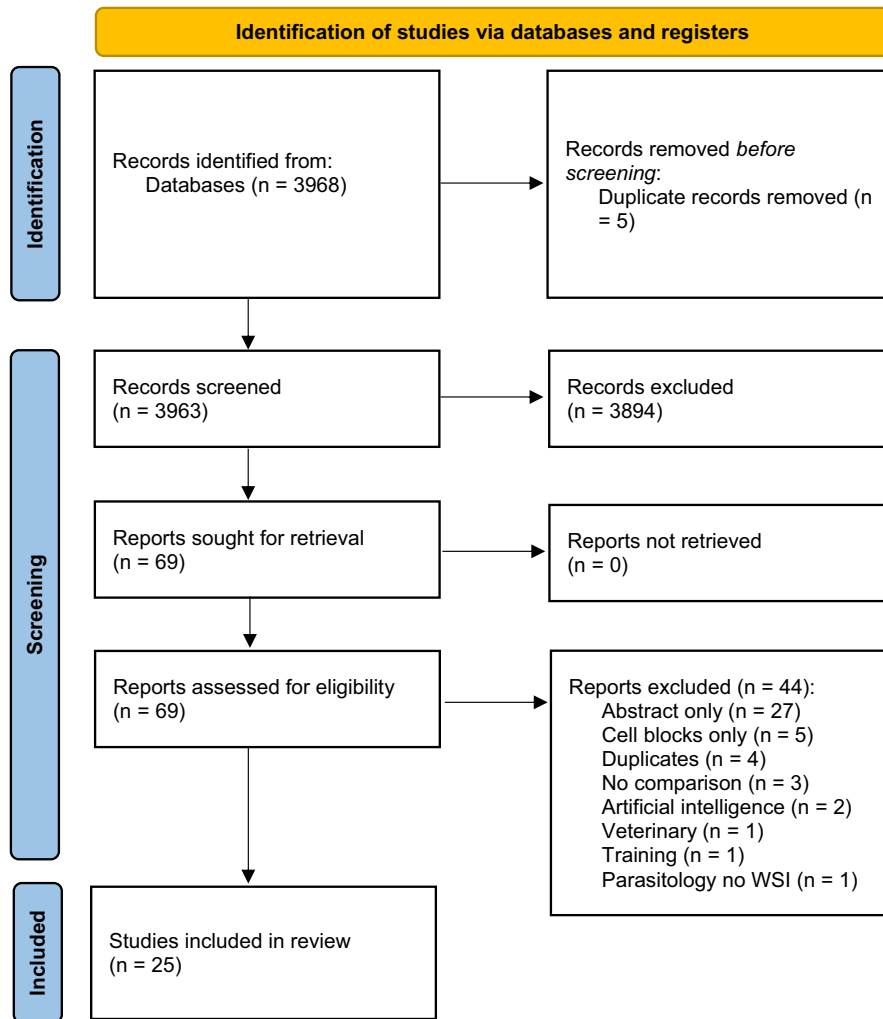 Identification of studies via databases and registers
Identification
Records identified from:
Databases (n = 3968)
Records removed before
screening:
Duplicate records removed (n
= 5)
Screening
Records screened
(n = 3963)
Records excluded
(n = 3894)
Reports sought for retrieval
(n = 69)
Reports not retrieved
(n = 0)
Reports assessed for eligibility
(n = 69)
Reports excluded (n = 44):
Abstract only (n = 27)
Cell blocks only (n = 5)
Duplicates (n = 4)
No comparison (n = 3)
Artificial intelligence (n = 2)
Veterinary (n = 1)
Training (n = 1)
Parasitology no WSI (n = 1)
Included
Studies included in review
(n = 25)